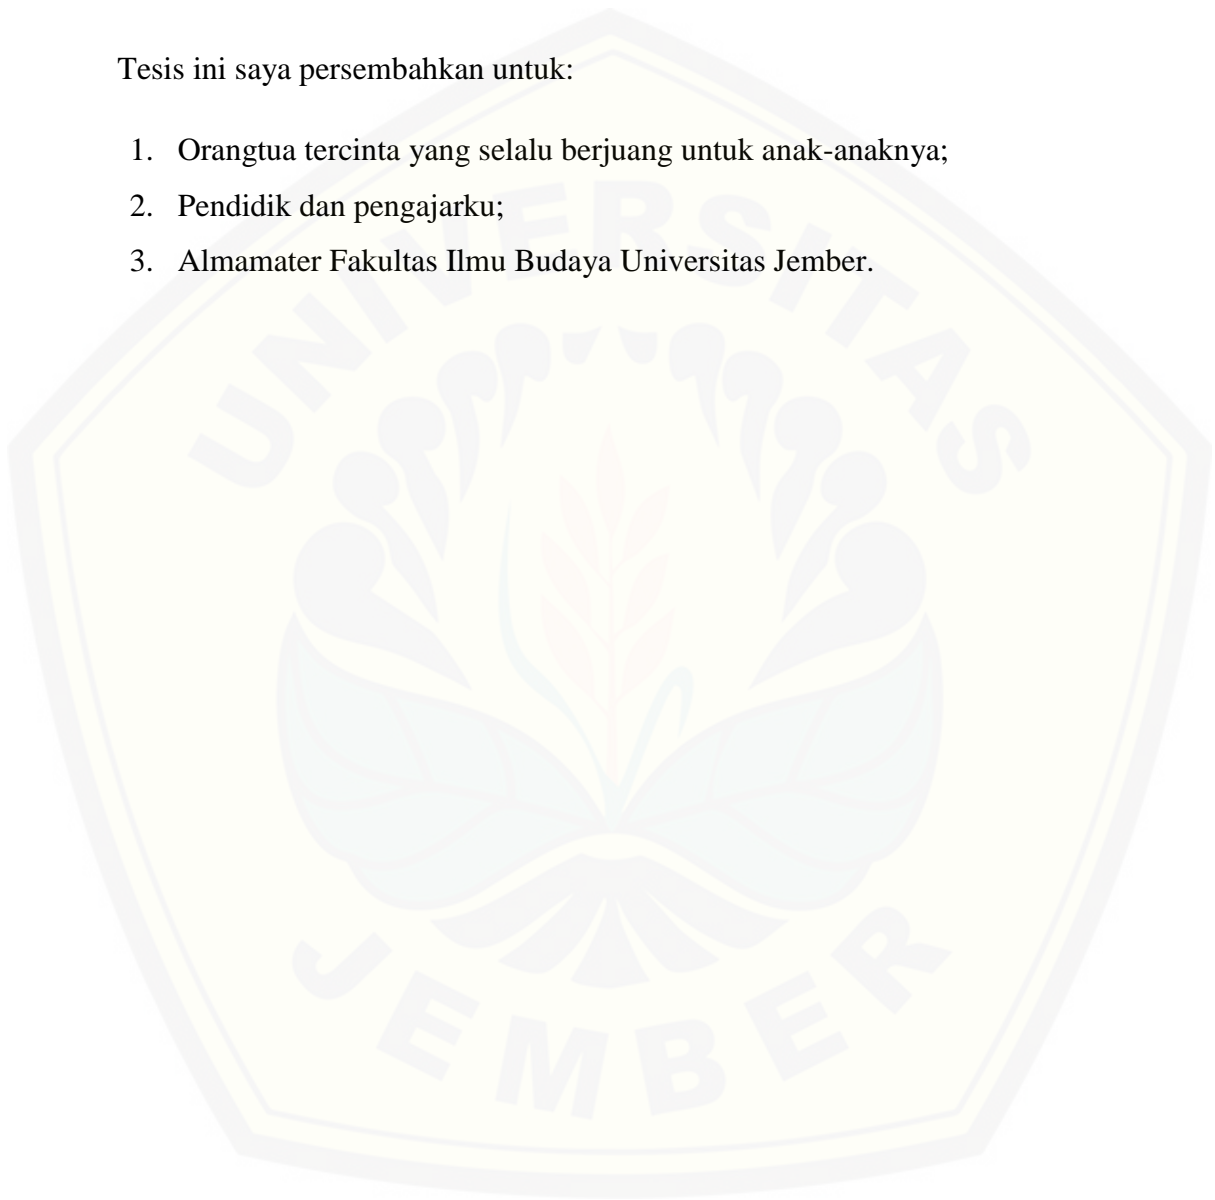 Tesis ini saya persembahkan untuk:
1. Orangtua tercinta yang selalu berjuang untuk anak-anaknya;
2. Pendidik dan pengajarku;
3. Almamater Fakultas Ilmu Budaya Universitas Jember.
UNIVERSITAS
JEMBER